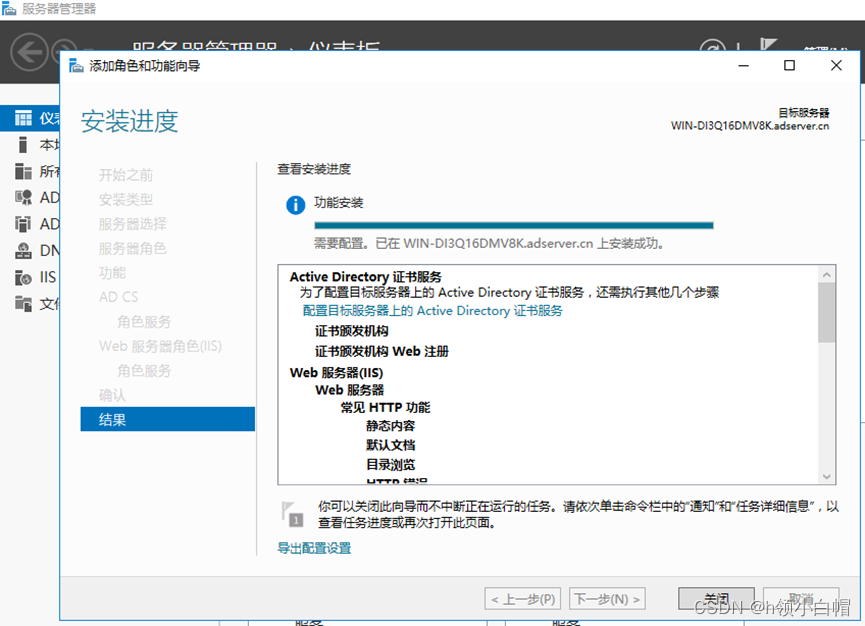 服务器管理器
服务器管理器 · 仪表板
管理(M)
添加角色和功能向导
安装进度
目标服务器
WIN-DI3Q16DMV8K.adserver.cn
仪表
本地
所有
AD
AD
DN
IIS
文件
开始之前
安装类型
服务器选择
服务器角色
功能
AD CS
角色服务
Web 服务器角色(IIS)
角色服务
确认
结果
查看安装进度
功能安装
需要配置。已在 WIN-DI3Q16DMV8K.adserver.cn 上安装成功。
Active Directory 证书服务
为了配置目标服务器上的 Active Directory 证书服务，还需执行其他几个步骤
配置目标服务器上的 Active Directory 证书服务
证书颁发机构
证书颁发机构 Web 注册
Web 服务器(IIS)
Web 服务器
常见 HTTP 功能
静态内容
默认文档
目录浏览
HTTP 错误
1
你可以关闭此向导而不中断正在运行的任务。请依次单击命令栏中的“通知”和“任务详细信息”，以
查看任务进度或再次打开此页面。
导出配置设置
< 上一步(P)
下一步(N) >
关闭
取消
CSDN @h领小白帽
服务
服务